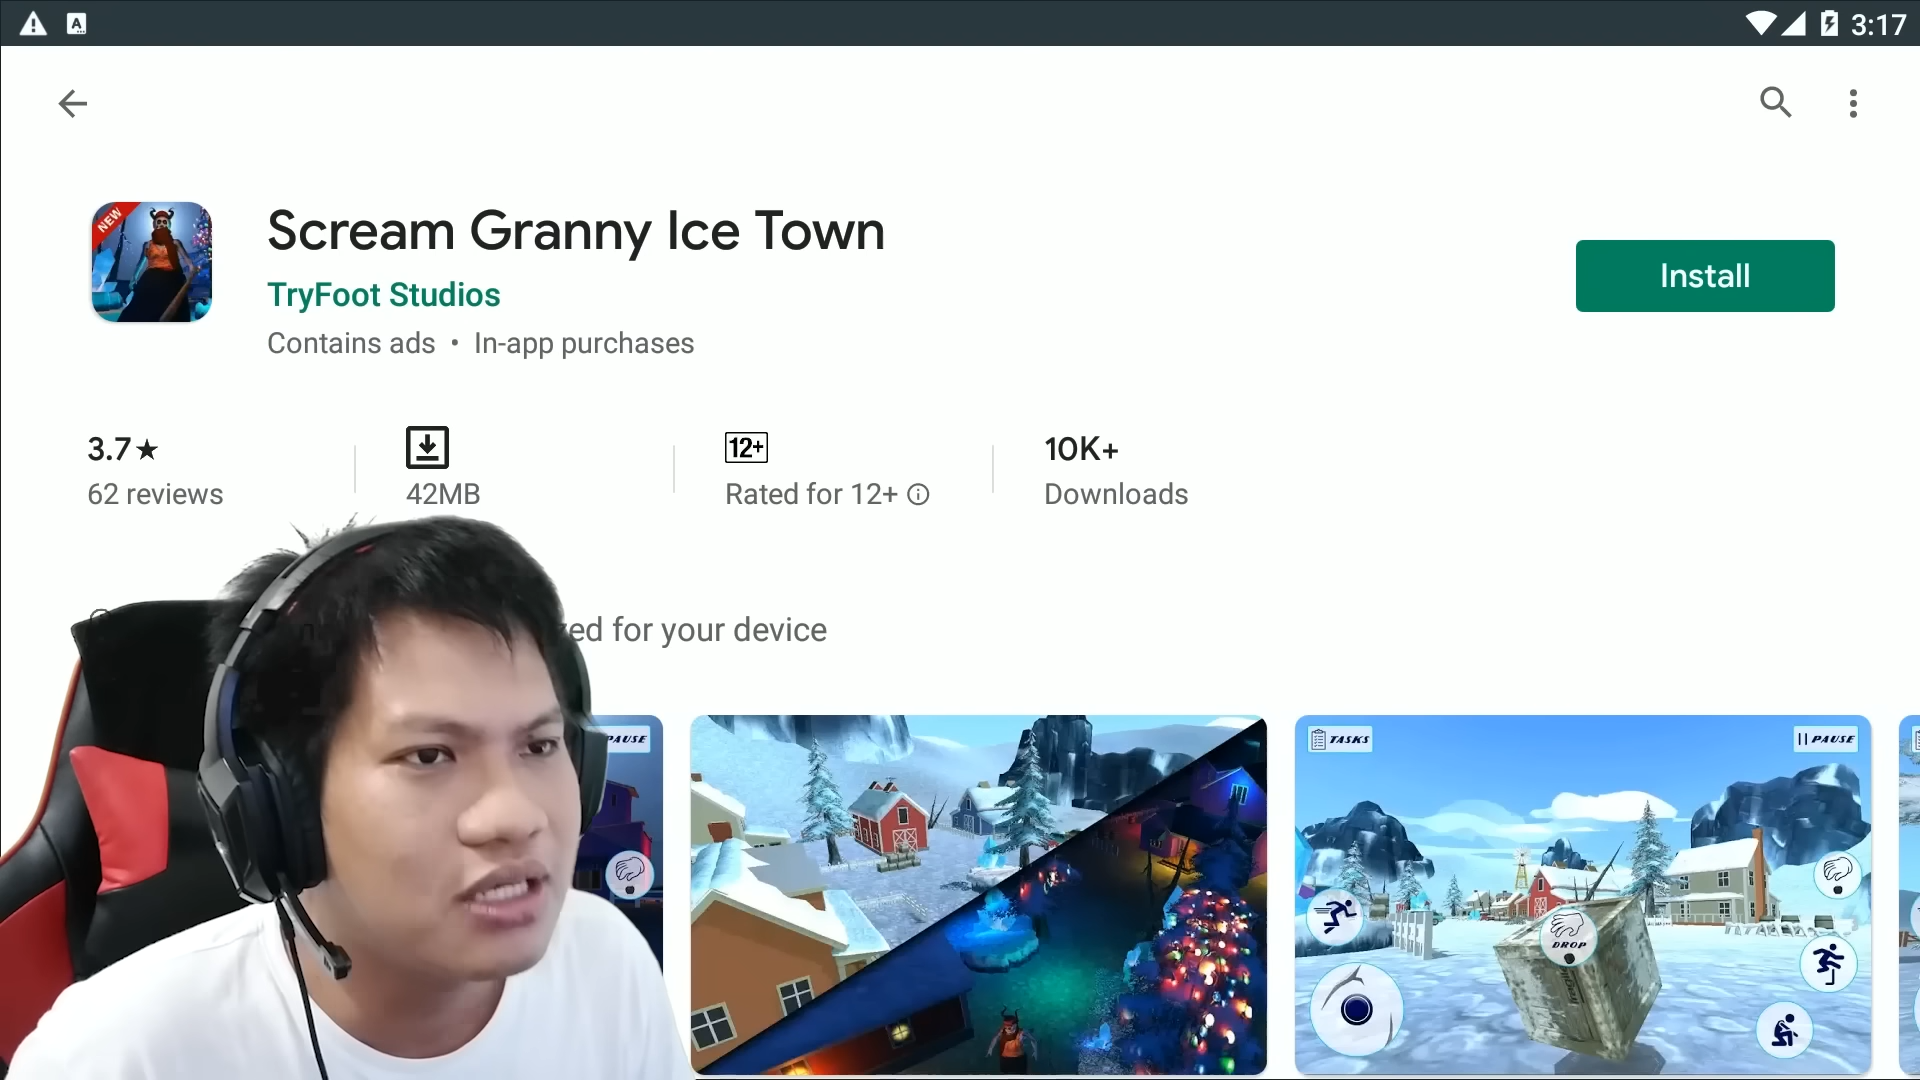 3:17
NEW
Scream Granny Ice Town
TryFoot Studios
Contains ads • In-app purchases
Install
3.7★
62 reviews
42MB
12+
Rated for 12+
10K+
Downloads
ed for your device
PAUSE
TASKS
PAUSE
DROP